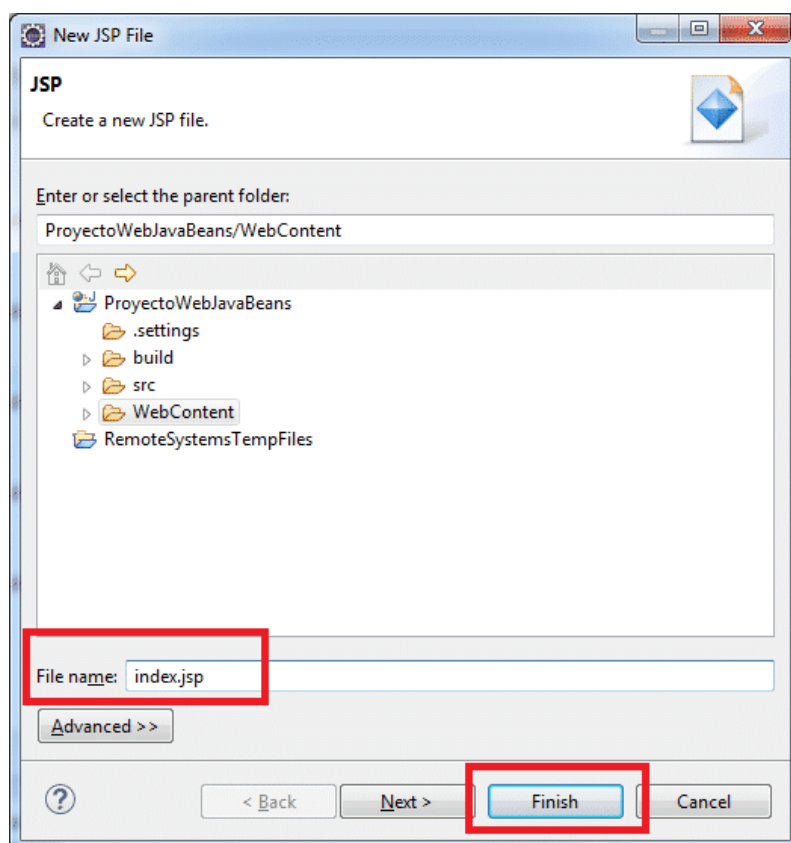 New JSP File
JSP
Create a new JSP file.
Enter or select the parent folder:
ProyectoWebJavaBeans/WebContent
ProyectoWebJavaBeans
.settings
build
src
WebContent
RemoteSystemsTempFiles
File name: index.jsp
Advanced >>
? < Back Next > Finish Cancel